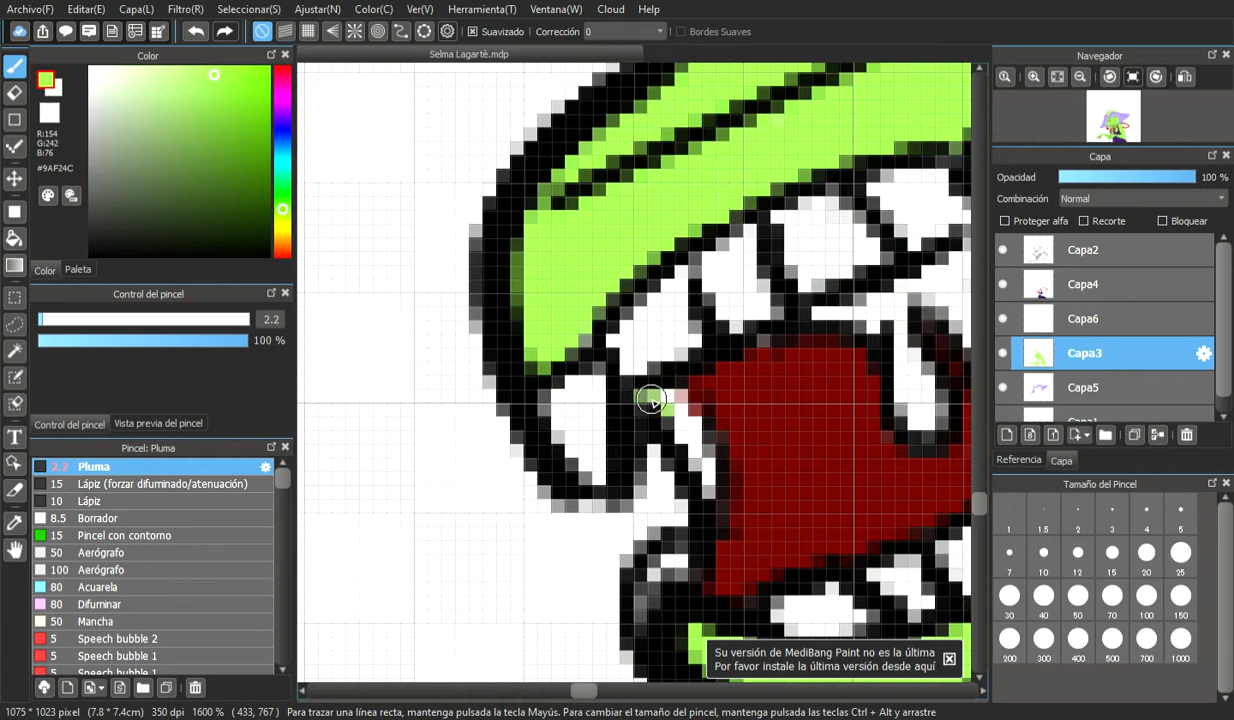 Archivo(F) Editar(E) Capa(L) Filtro(R) Seleccionar(S) Ajustar(N) Color(C) Ver(V) Herramienta(T) Ventana(W) Cloud Help
Suavizado Corrección 0 Bordes Suaves
Color
Selma Lagartê.mdp
Navegador
R:154
G:242
B:76
#9AF24C
Color Paleta
Control del pincel
2.2
100 %
Control del pincel Vista previa del pincel
Pincel: Pluma
2.2 Pluma
15 Lápiz (forzar difuminado/atenuación)
10 Lápiz
8.5 Borrador
15 Pincel con contorno
50 Aerógrafo
100 Aerógrafo
80 Acuarela
80 Difuminar
50 Mancha
5 Speech bubble 2
5 Speech bubble 1
5 Speech bubble 1
Capa
Opacidad 100 %
Combinación Normal
Proteger alfa Recorte Bloquear
Capa2
Capa4
Capa6
Capa3
Capa5
Capa1
Referencia Capa
Tamaño del Pincel
1 1.5 2 3 4 5
7 10 12 15 20 25
30 40 50 70 100 150
200 300 400 500 700 1000
Su versión de MediBang Paint no es la última
Por favor instale la última versión desde aquí
1075 * 1023 pixel (7.8 * 7.4cm) 350 dpi 1600 % ( 433, 767 ) Para trazar una línea recta, mantenga pulsada la tecla Mayús. Para cambiar el tamaño del pincel, mantenga pulsada las teclas Ctrl + Alt y arrastre